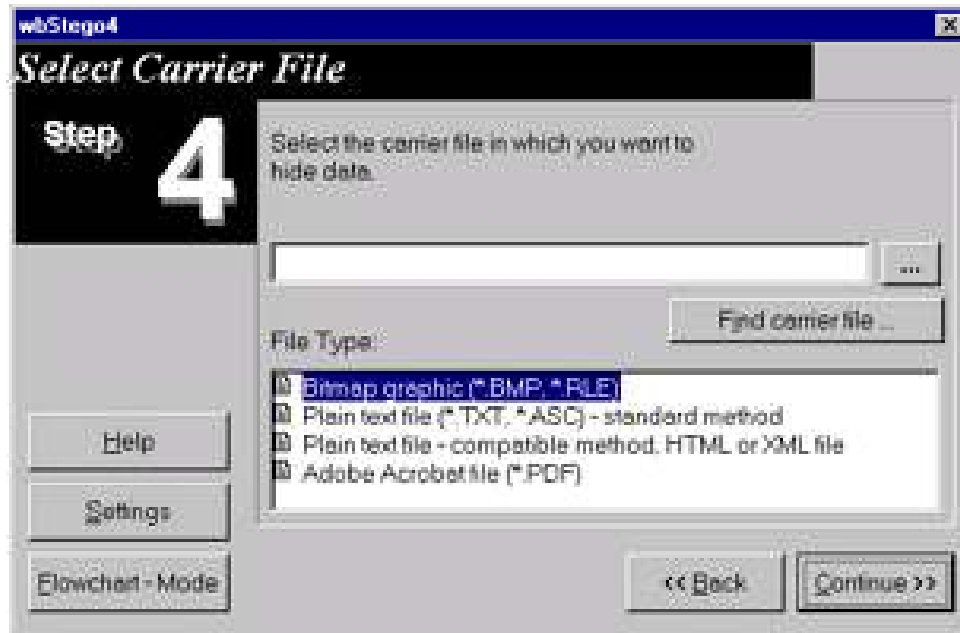 wbStego4
Select Carrier File
Step 4
Select the carrier file in which you want to
hide data.
...
Find carrier file ...
File Type:
Bitmap graphic (*.BMP, *.RLE)
Plain text file (*.TXT, *.ASC) - standard method
Plain text file - compatible method, HTML or XML file
Adobe Acrobat file (*.PDF)
Help
Settings
Flowchart - Mode
<< Back
Continue >>